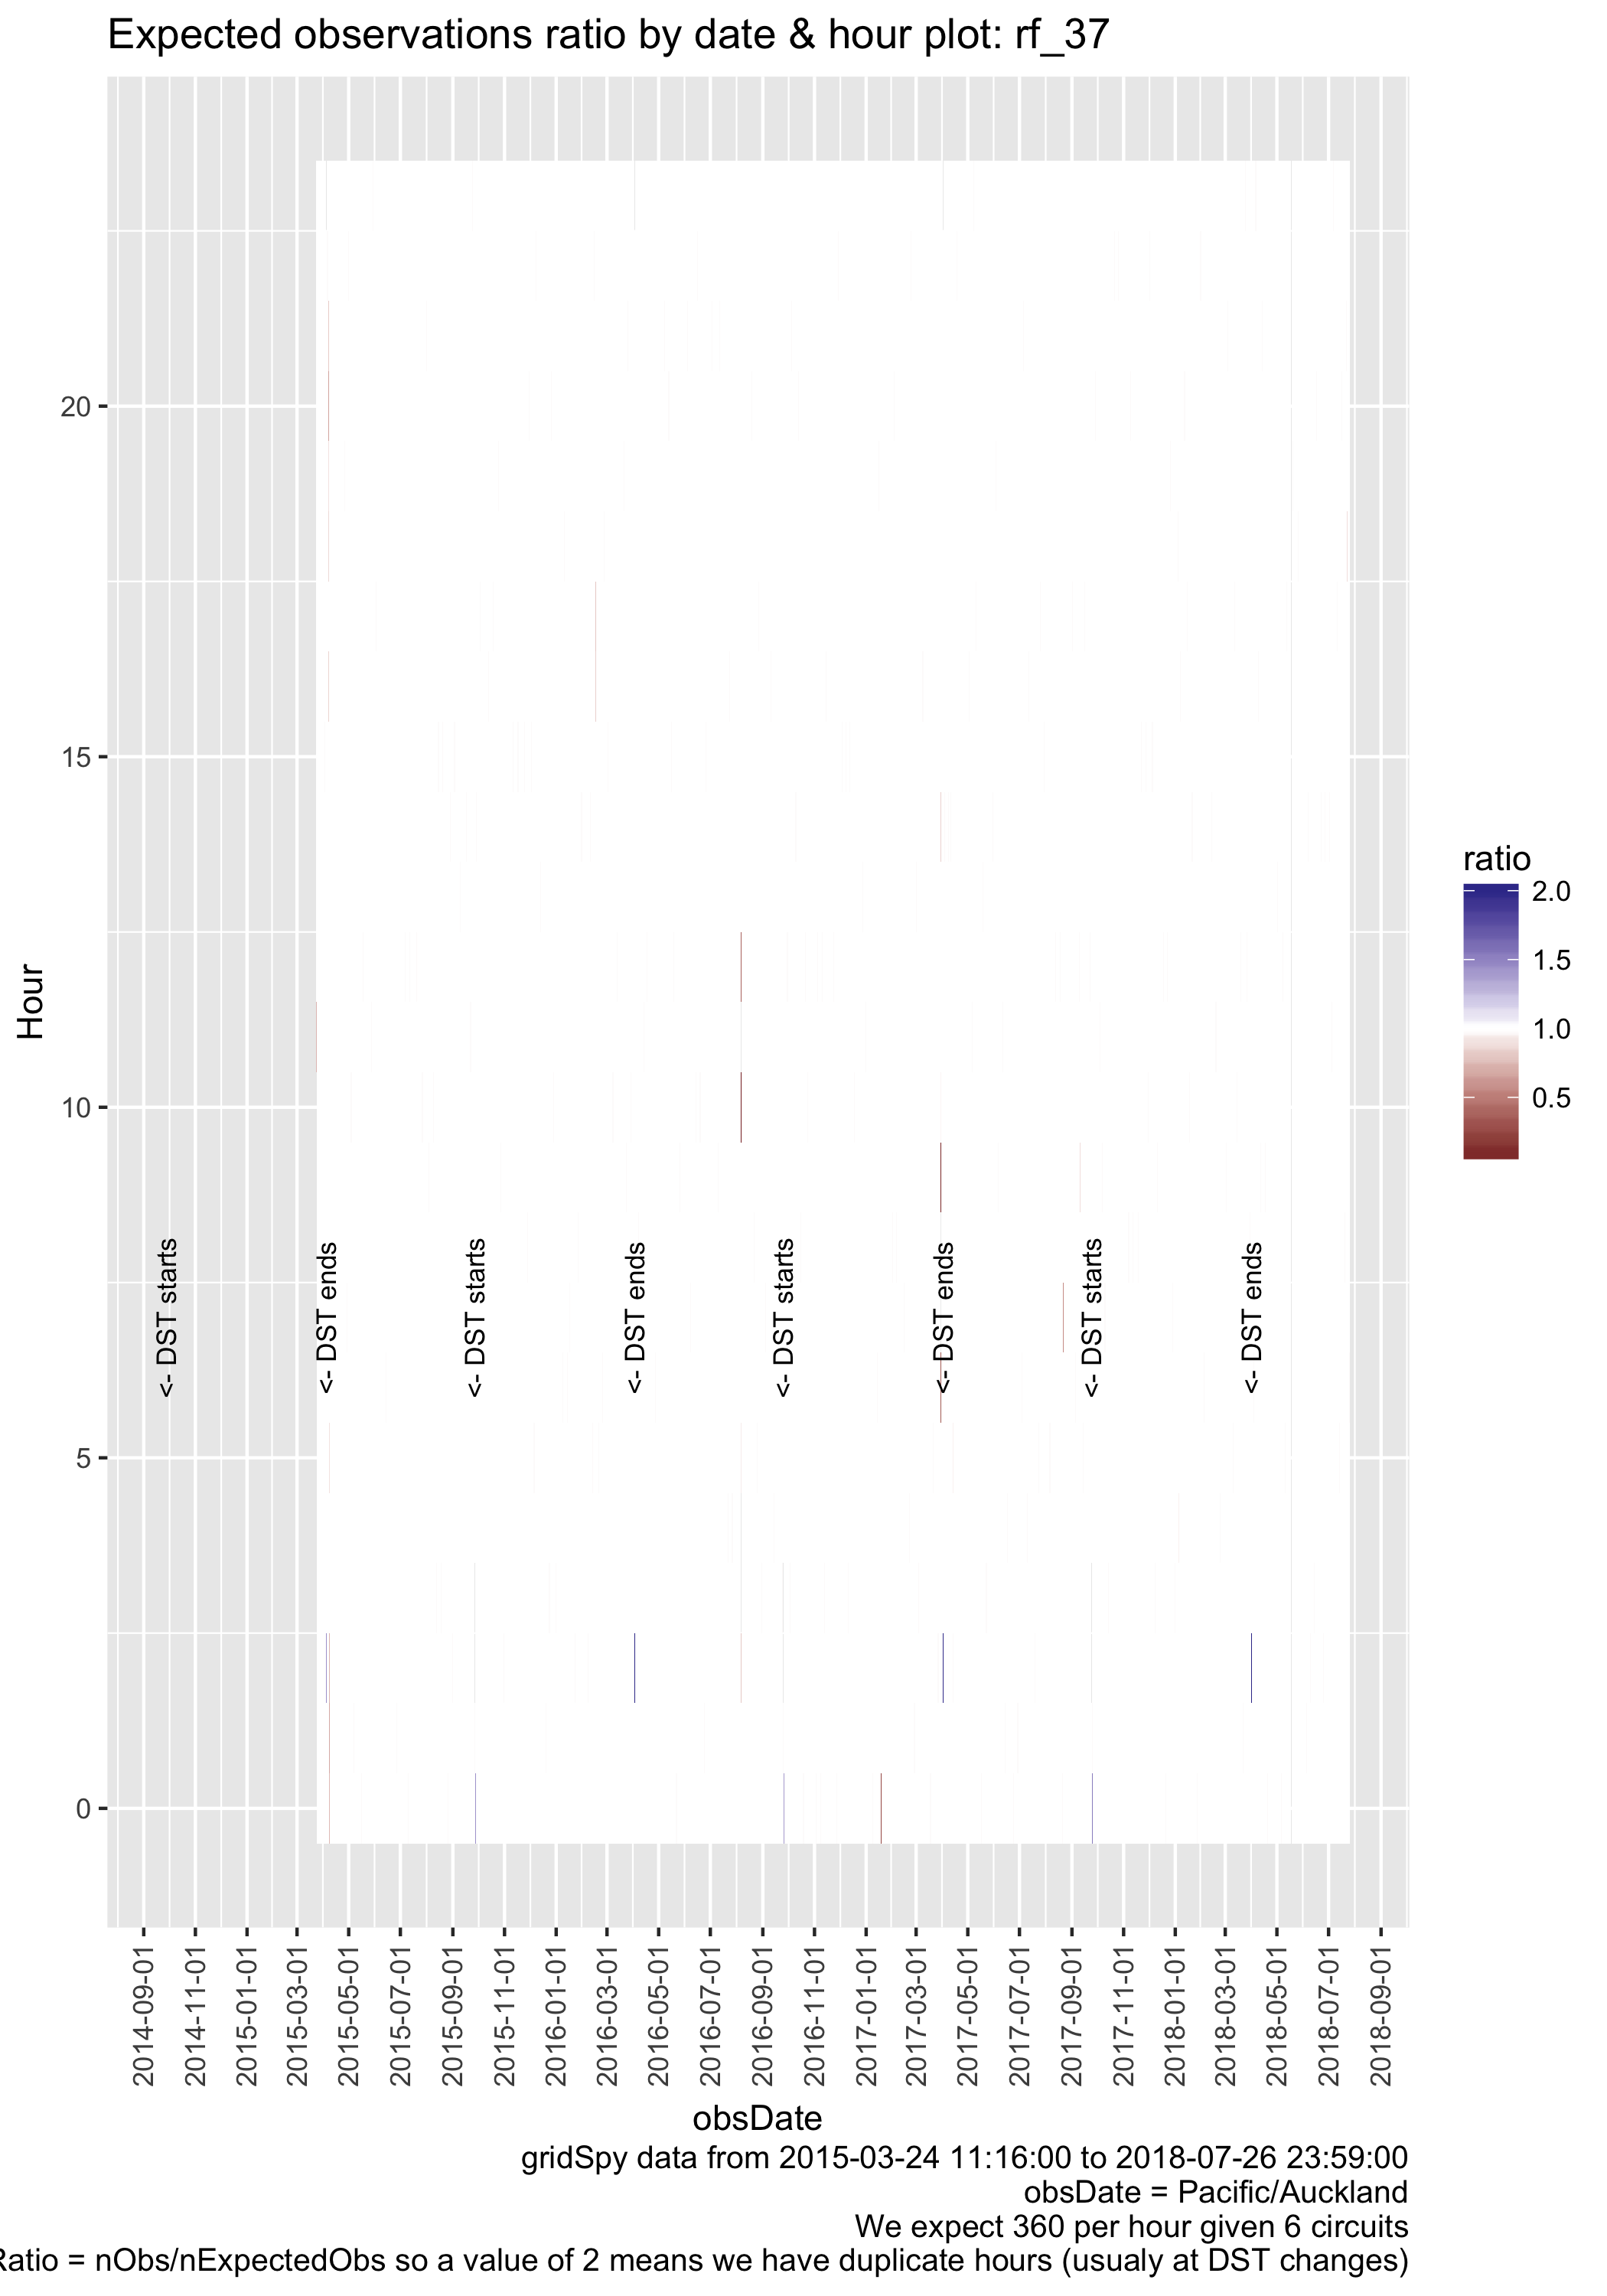 Expected observations ratio by date & hour plot: rf_37
Hour
20
15
10
5
0
<- DST starts
<- DST ends
<- DST starts
<- DST ends
<- DST starts
<- DST ends
<- DST starts
<- DST ends
ratio
2.0
1.5
1.0
0.5
2014-09-01
2014-11-01
2015-01-01
2015-03-01
2015-05-01
2015-07-01
2015-09-01
2015-11-01
2016-01-01
2016-03-01
2016-05-01
2016-07-01
2016-09-01
2016-11-01
2017-01-01
2017-03-01
2017-05-01
2017-07-01
2017-09-01
2017-11-01
2018-01-01
2018-03-01
2018-05-01
2018-07-01
2018-09-01
obsDate
gridSpy data from 2015-03-24 11:16:00 to 2018-07-26 23:59:00
obsDate = Pacific/Auckland
We expect 360 per hour given 6 circuits
Ratio = nObs/nExpectedObs so a value of 2 means we have duplicate hours (usualy at DST changes)